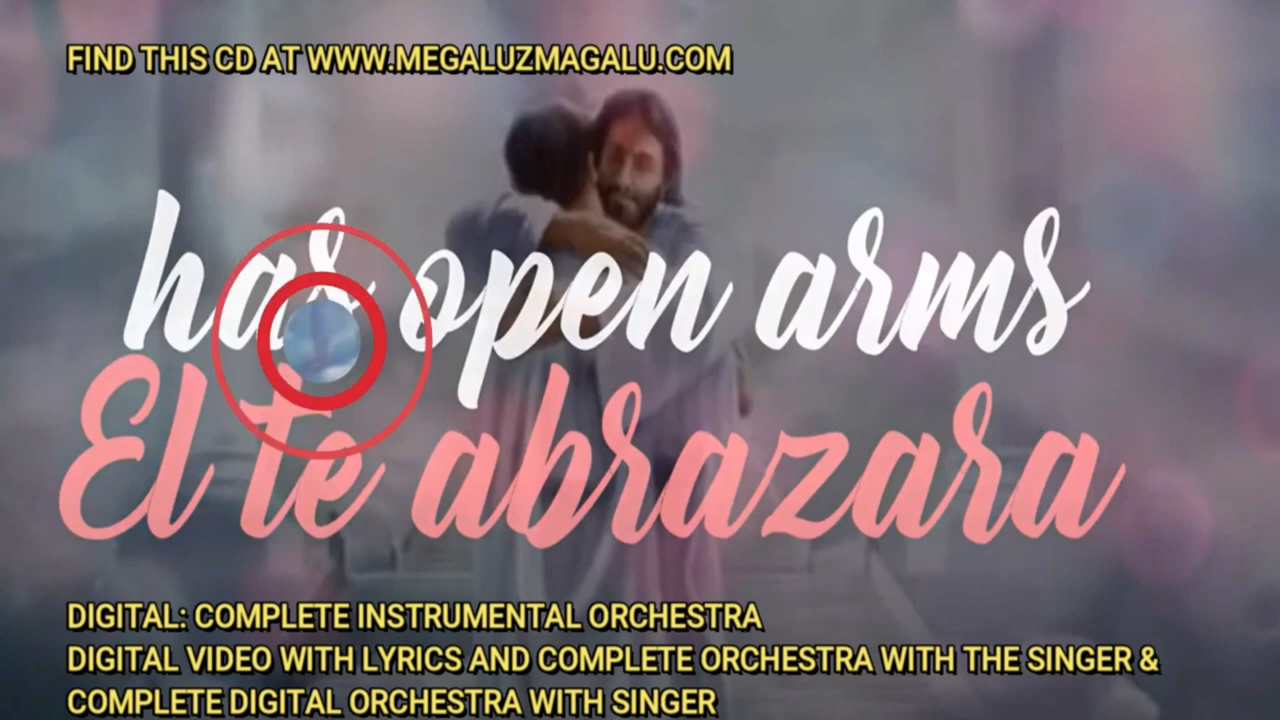 FIND THIS CD AT WWW.MEGALUZMAGALU.COM
has open arms
El te abrazara
DIGITAL: COMPLETE INSTRUMENTAL ORCHESTRA
DIGITAL VIDEO WITH LYRICS AND COMPLETE ORCHESTRA WITH THE SINGER &
COMPLETE DIGITAL ORCHESTRA WITH SINGER